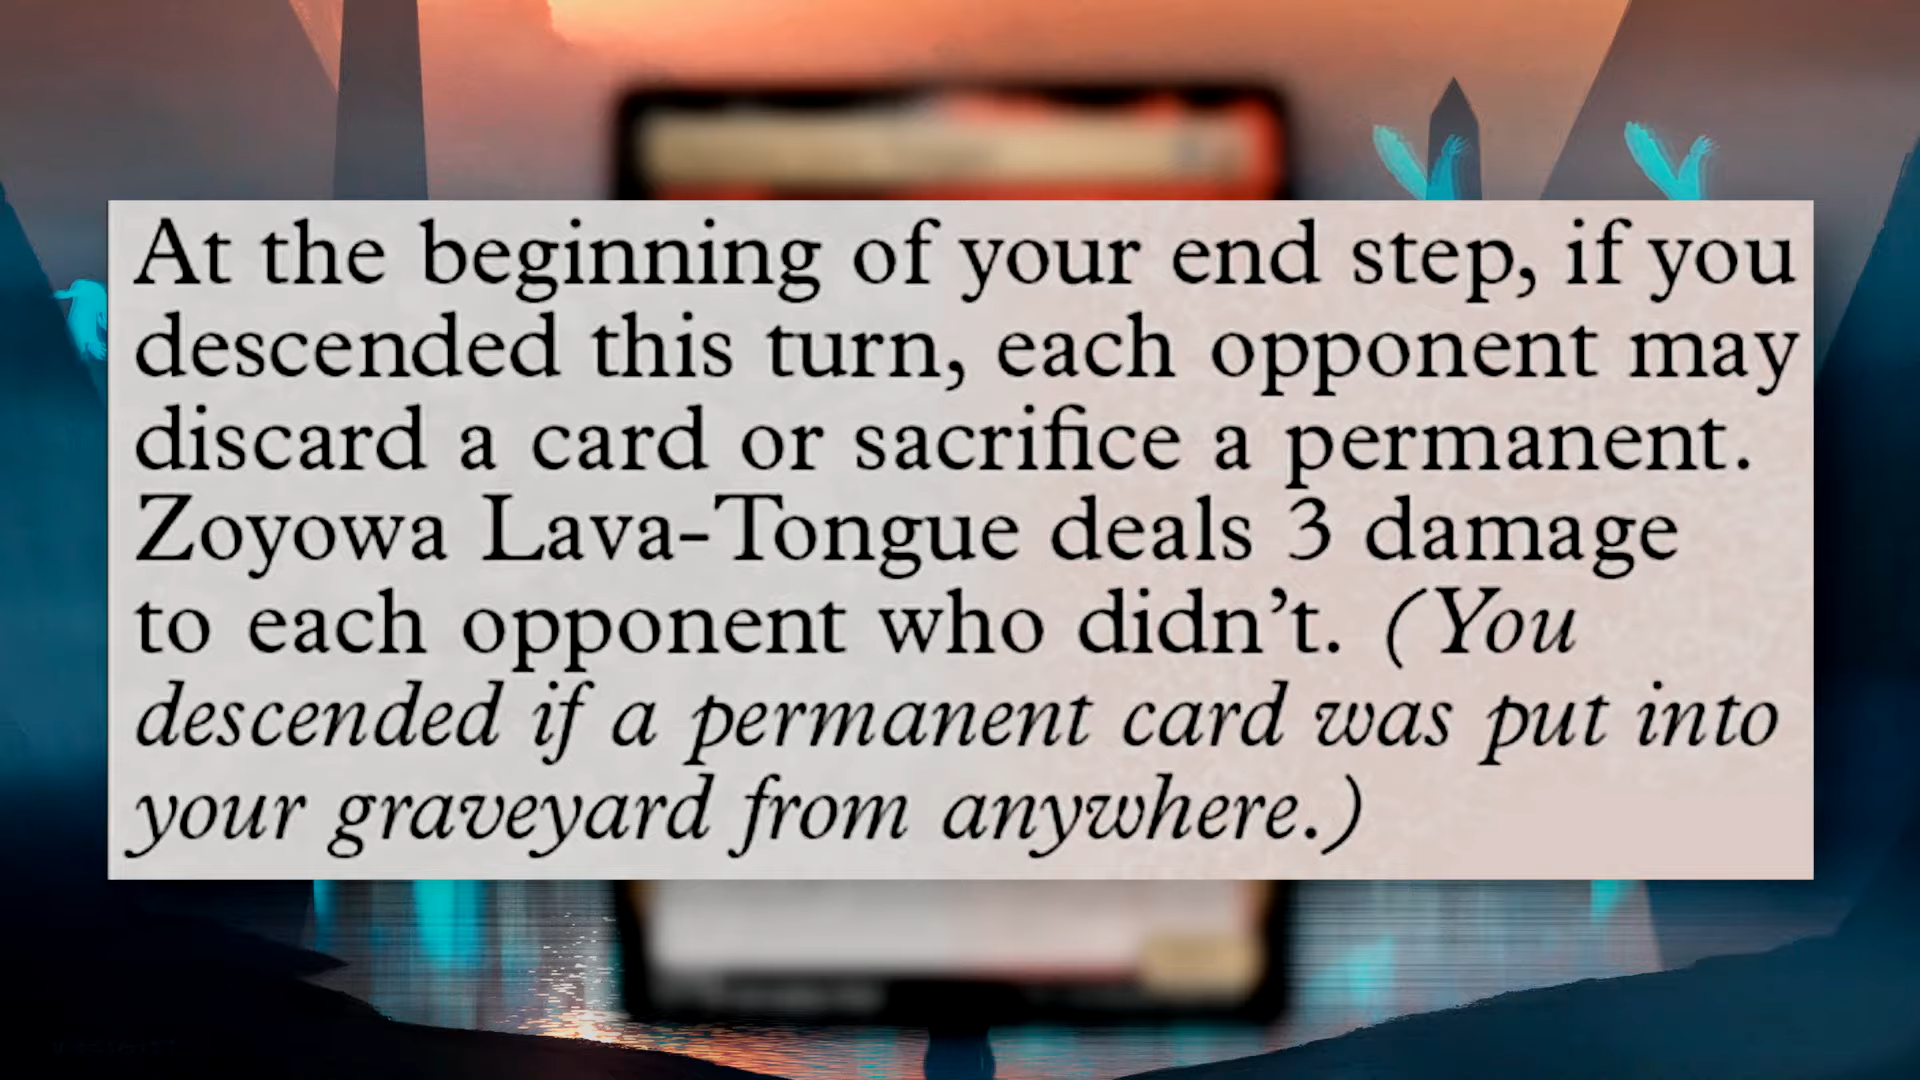 At the beginning of your end step, if you
descended this turn, each opponent may
discard a card or sacrifice a permanent.
Zoyowa Lava-Tongue deals 3 damage
to each opponent who didn’t. (You
descended if a permanent card was put into
your graveyard from anywhere.)